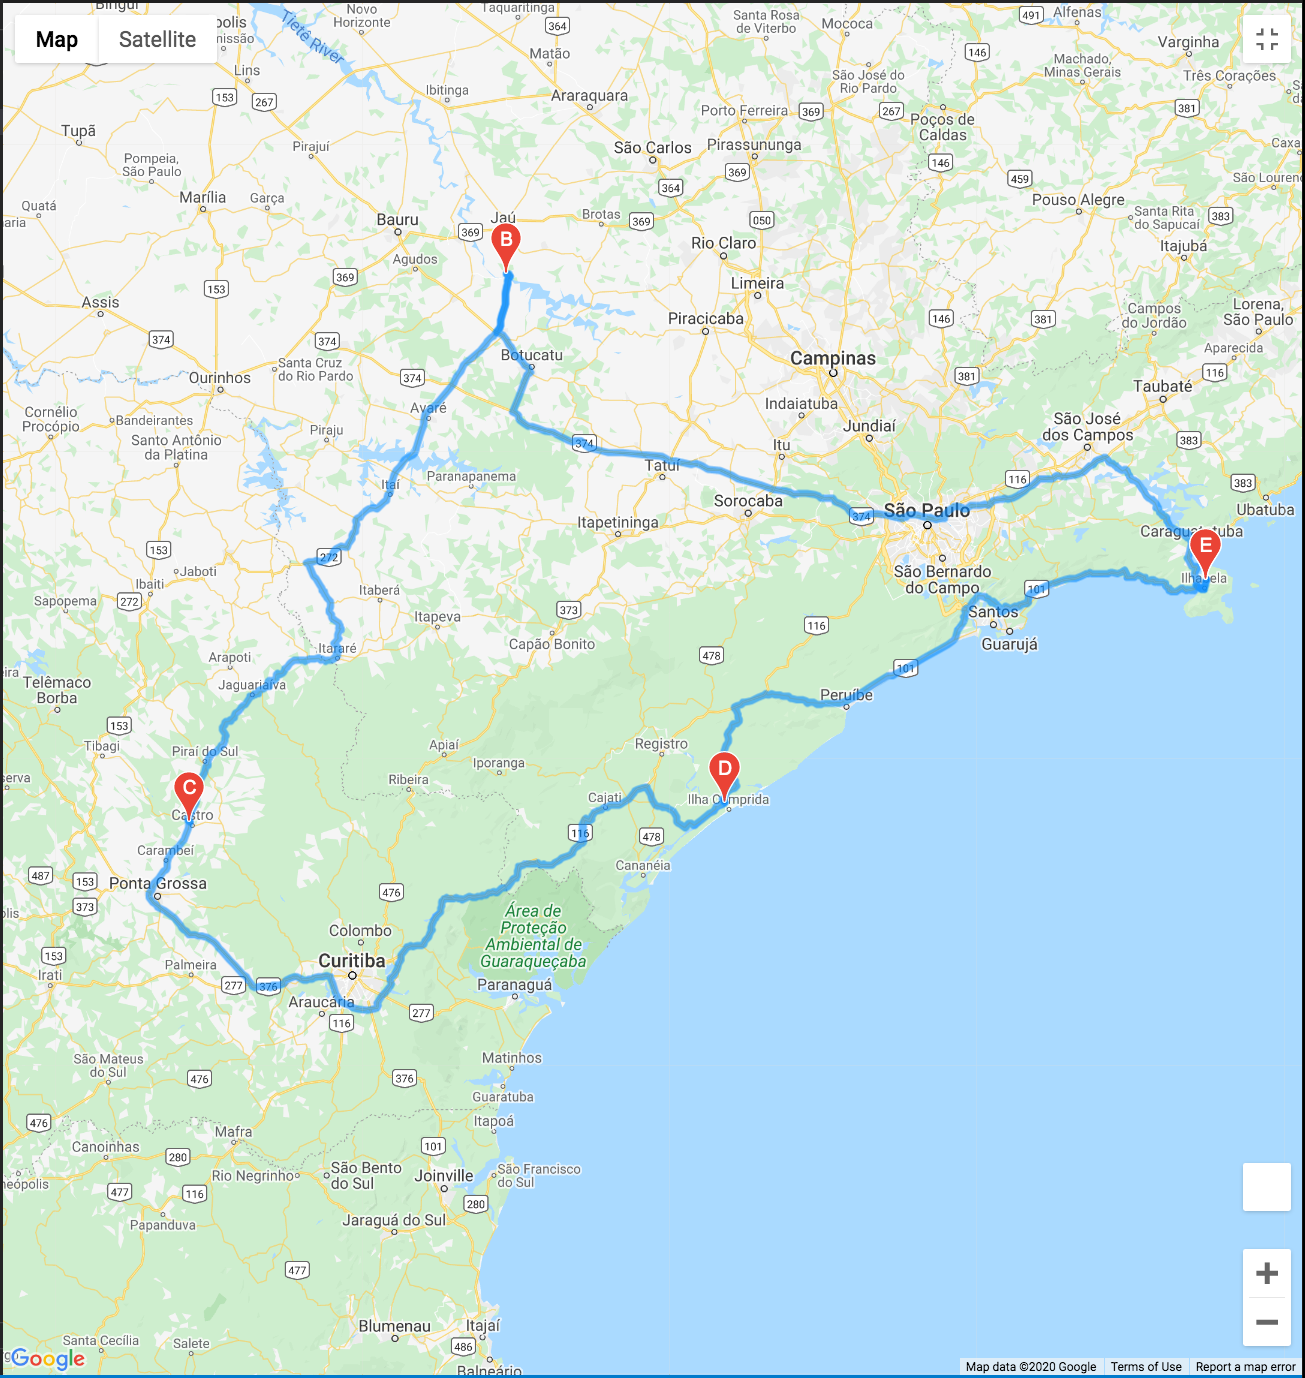 Bingui
Map
Satellite
Tietê River
Novo
Horizonte
Taquaritinga
364
Matão
Santa Rosa
de Viterbo
Mococa
491
Alfenas
Varginha
146
Machado,
Minas Gerais
Três Corações
Lins
153
267
Ibitinga
Araraquara
São José do
Rio Pardo
Porto Ferreira
369
267
Poços de
Caldas
381
Tupã
Pirajuí
São Carlos
Pirassununga
Pompeia,
São Paulo
369
146
364
459
Marília
Garça
Quatá
Bauru
369
Jaú
Brotas
369
050
Pouso Alegre
Santa Rita
do Sapucaí
383
Itajubá
B
Rio Claro
Agudos
369
153
Limeira
Assis
Piracicaba
146
381
Campos
do Jordão
Lorena,
São Paulo
374
374
Botucatu
Campinas
Aparecida
Santa Cruz
do Rio Pardo
374
381
116
Ourinhos
Taubaté
Cornélio
Procópio
Bandeirantes
Avaré
Indaiatuba
Piraju
Jundiaí
São José
dos Campos
Santo Antônio
da Platina
374
Itu
383
Tatuí
Paranapanema
Itaí
116
383
Sorocaba
São Paulo
374
Ubatuba
Itapetininga
Caraguatatuba
E
153
272
Jaboti
São Bernardo
do Campo
Ilhabela
Ibaiti
Itaberá
101
Sapopema
272
373
Itapeva
Santos
116
Capão Bonito
Guarujá
Itararé
Arapoti
478
101
Telêmaco
Borba
Jaguariaíva
Peruíbe
153
Tibagi
Piraí do Sul
Apiaí
Registro
Iporanga
D
C
Ribeira
Cajati
Ilha Comprida
Castro
116
478
Carambeí
Cananéia
487
153
Ponta Grossa
476
373
Área de
Proteção
Ambiental de
Guaraqueçaba
Colombo
153
Curitiba
Palmeira
Irati
277
376
Paranaguá
Araucária
277
116
Matinhos
São Mateus
do Sul
476
376
Guaratuba
476
Itapoá
Mafra
Canoinhas
101
280
São Bento
do Sul
São Francisco
do Sul
Rio Negrinho
Joinville
477
116
280
Papanduva
Jaraguá do Sul
477
Blumenau
Itajaí
Santa Cecília
Salete
486
Balneário
Google
Map data ©2020 Google
Terms of Use
Report a map error